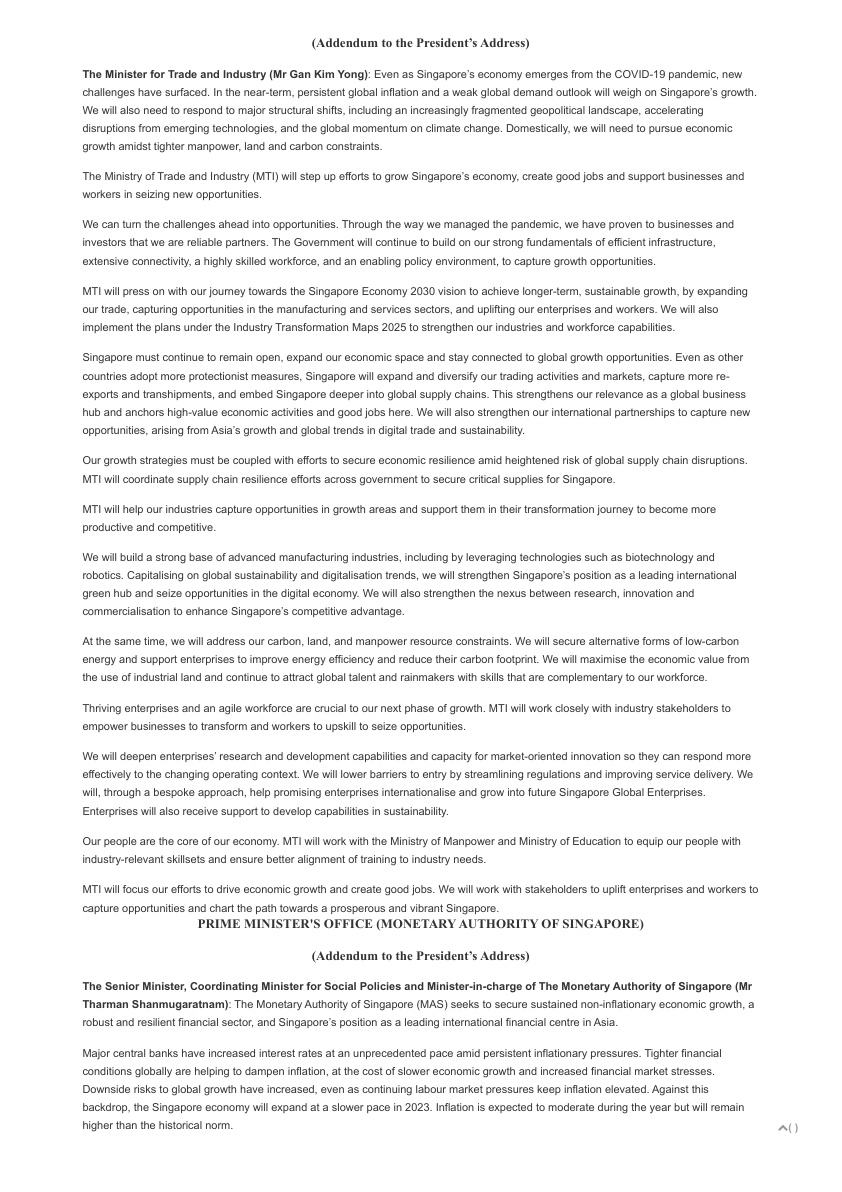 (Addendum to the President's Address)
The Minister for Trade and Industry (Mr Gan Kim Yong): Even as Singapore's economy emerges from the COVID-19 pandemic, new
challenges have surfaced. In the near-term, persistent global inflation and a weak global demand outlook will weigh on Singapore's growth.
We will also need to respond to major structural shifts, including an increasingly fragmented geopolitical landscape, accelerating
disruptions from emerging technologies, and the global momentum on climate change. Domestically, we will need to pursue economic
growth amidst tighter manpower, land and carbon constraints.
The Ministry of Trade and Industry (MTI) will step up efforts to grow Singapore's economy, create good jobs and support businesses and
workers in seizing new opportunities.
We can turn the challenges ahead into opportunities. Through the way we managed the pandemic, we have proven to businesses and
investors that we are reliable partners. The Government will continue to build on our strong fundamentals of efficient infrastructure,
extensive connectivity, a highly skilled workforce, and an enabling policy environment, to capture growth opportunities.
MTI will press on with our journey towards the Singapore Economy 2030 vision to achieve longer-term, sustainable growth, by expanding
our trade, capturing opportunities in the manufacturing and services sectors, and uplifting our enterprises and workers. We will also
implement the plans under the Industry Transformation Maps 2025 to strengthen our industries and workforce capabilities.
Singapore must continue to remain open, expand our economic space and stay connected to global growth opportunities. Even as other
countries adopt more protectionist measures, Singapore will expand and diversify our trading activities and markets, capture more re-
exports and transhipments, and embed Singapore deeper into global supply chains. This strengthens our relevance as a global business
hub and anchors high-value economic activities and good jobs here. We will also strengthen our international partnerships to capture new
opportunities, arising from Asia's growth and global trends in digital trade and sustainability.
Our growth strategies must be coupled with efforts to secure economic resilience amid heightened risk of global supply chain disruptions.
MTI will coordinate supply chain resilience efforts across government to secure critical supplies for Singapore.
MTI will help our industries capture opportunities in growth areas and support them in their transformation journey to become more
productive and competitive.
We will build a strong base of advanced manufacturing industries, including by leveraging technologies such as biotechnology and
robotics. Capitalising on global sustainability and digitalisation trends, we will strengthen Singapore's position as a leading international
green hub and seize opportunities in the digital economy. We will also strengthen the nexus between research, innovation and
commercialisation to enhance Singapore's competitive advantage.
At the same time, we will address our carbon, land, and manpower resource constraints. We will secure alternative forms of low-carbon
energy and support enterprises to improve energy efficiency and reduce their carbon footprint. We will maximise the economic value from
the use of industrial land and continue to attract global talent and rainmakers with skills that are complementary to our workforce.
Thriving enterprises and an agile workforce are crucial to our next phase of growth. MTI will work closely with industry stakeholders to
empower businesses to transform and workers to upskill to seize opportunities.
We will deepen enterprises' research and development capabilities and capacity for market-oriented innovation so they can respond more
effectively to the changing operating context. We will lower barriers to entry by streamlining regulations and improving service delivery. We
will, through a bespoke approach, help promising enterprises internationalise and grow into future Singapore Global Enterprises.
Enterprises will also receive support to develop capabilities in sustainability.
Our people are the core of our economy. MTI will work with the Ministry of Manpower and Ministry of Education to equip our people with
industry-relevant skillsets and ensure better alignment of training to industry needs.
MTI will focus our efforts to drive economic growth and create good jobs. We will work with stakeholders to uplift enterprises and workers to
capture opportunities and chart the path towards a prosperous and vibrant Singapore.
PRIME MINISTER'S OFFICE (MONETARY AUTHORITY OF SINGAPORE)
(Addendum to the President's Address)
The Senior Minister, Coordinating Minister for Social Policies and Minister-in-charge of The Monetary Authority of Singapore (Mr
Tharman Shanmugaratnam): The Monetary Authority of Singapore (MAS) seeks to secure sustained non-inflationary economic growth, a
robust and resilient financial sector, and Singapore's position as a leading international financial centre in Asia.
Major central banks have increased interest rates at an unprecedented pace amid persistent inflationary pressures. Tighter financial
conditions globally are helping to dampen inflation, at the cost of slower economic growth and increased financial market stresses.
Downside risks to global growth have increased, even as continuing labour market pressures keep inflation elevated. Against this
backdrop, the Singapore economy will expand at a slower pace in 2023. Inflation is expected to moderate during the year but will remain
higher than the historical norm.
( )